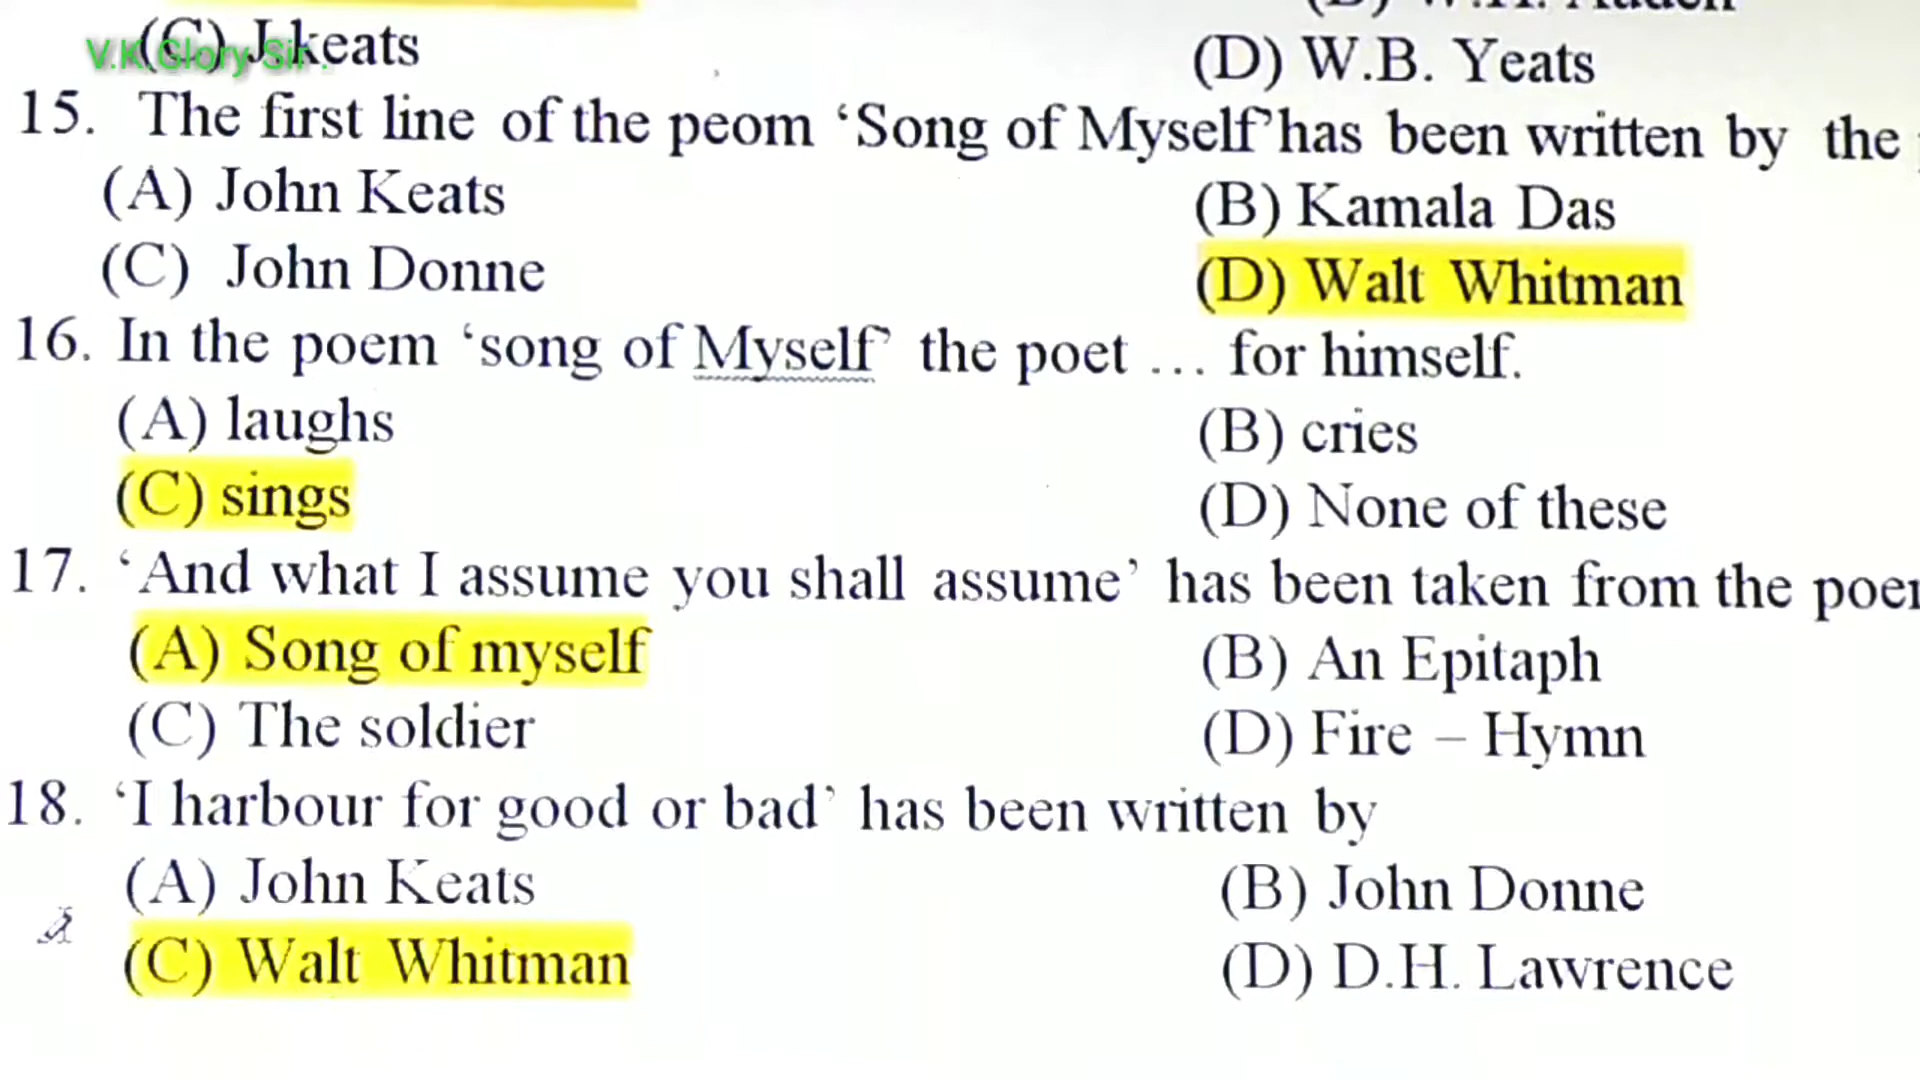 (C) J.keats
V.K.Glory Sir .
(D) W.B. Yeats
15. The first line of the peom ‘Song of Myself’has been written by the
(A) John Keats
(B) Kamala Das
(C) John Donne
(D) Walt Whitman
16. In the poem ‘song of Myself’ the poet ... for himself.
(A) laughs
(B) cries
(C) sings
(D) None of these
17. ‘And what I assume you shall assume’ has been taken from the
(A) Song of myself
(B) An Epitaph
(C) The soldier
(D) Fire – Hymn
18. ‘I harbour for good or bad’ has been written by
(A) John Keats
(B) John Donne
(C) Walt Whitman
(D) D.H. Lawrence